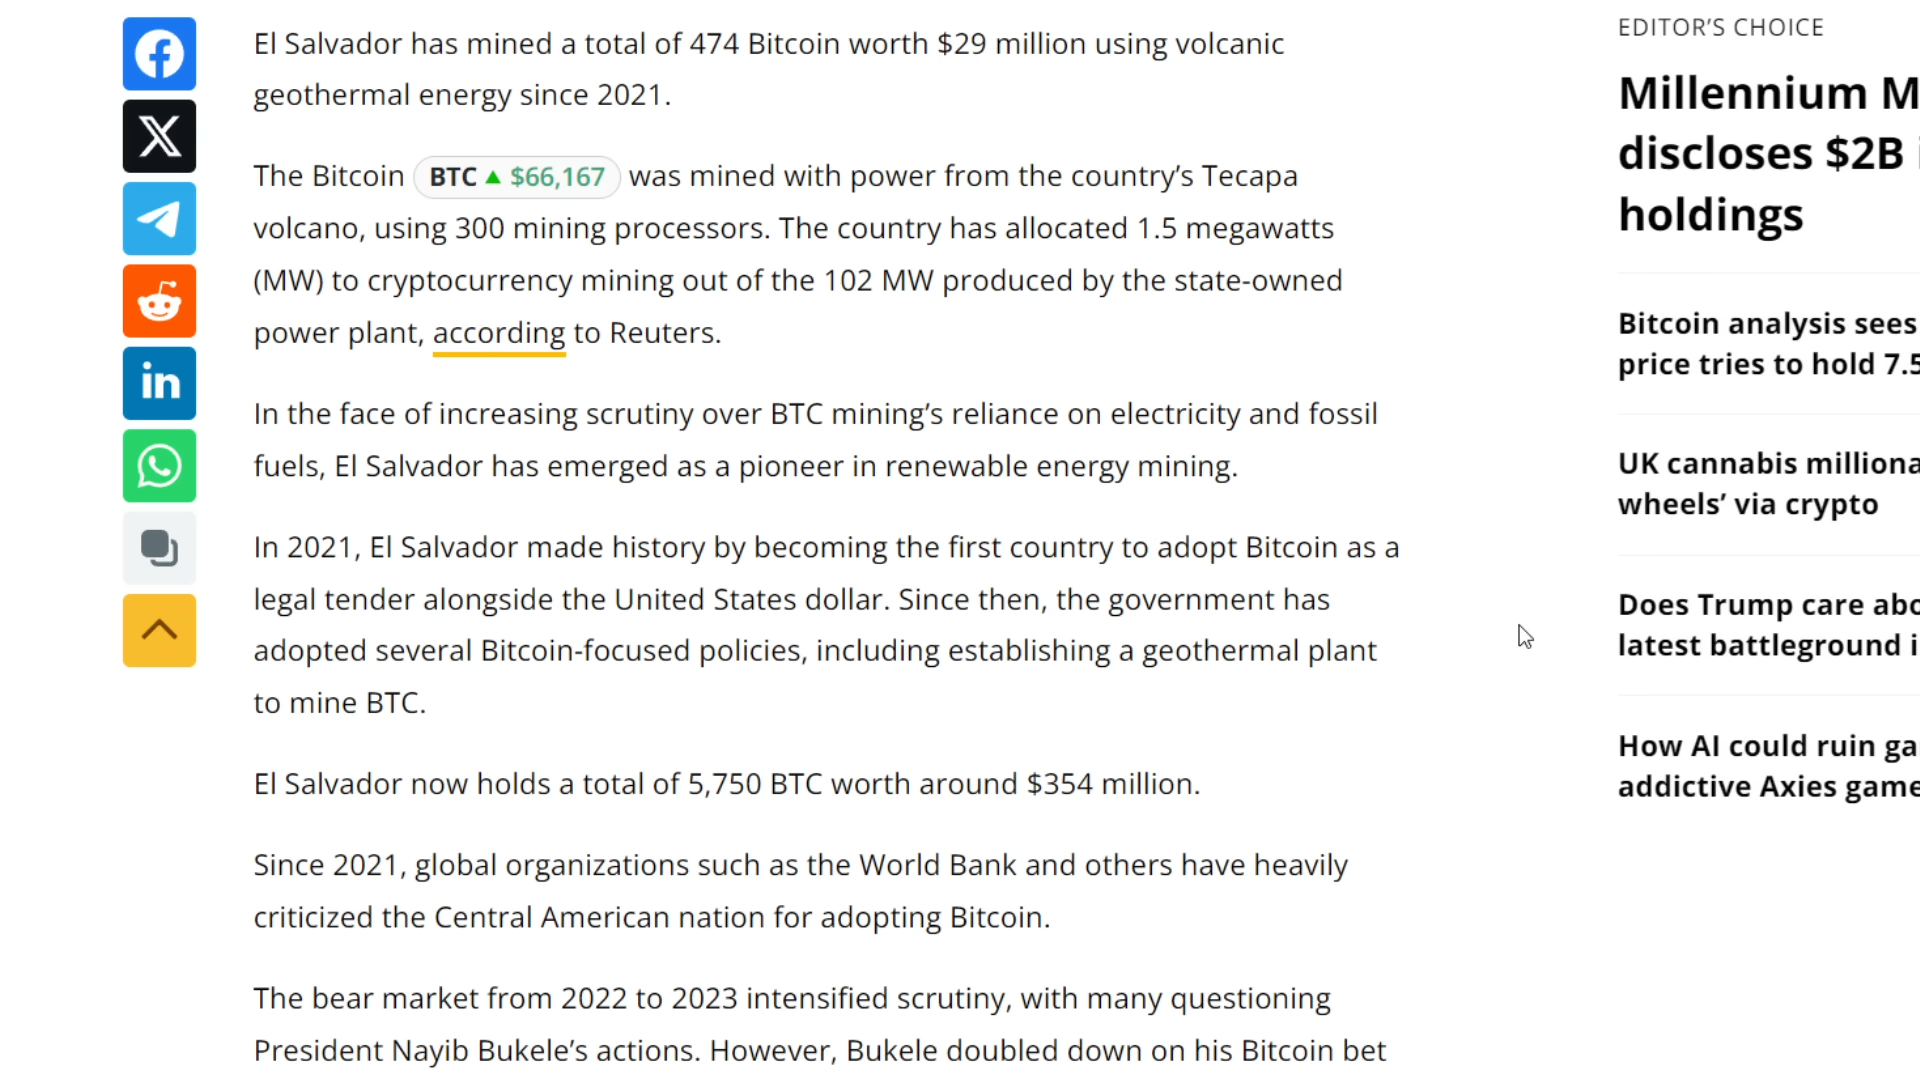 El Salvador has mined a total of 474 Bitcoin worth $29 million using volcanic
geothermal energy since 2021.
The Bitcoin BTC ▲ $66,167 was mined with power from the country’s Tecapa
volcano, using 300 mining processors. The country has allocated 1.5 megawatts
(MW) to cryptocurrency mining out of the 102 MW produced by the state-owned
power plant, according to Reuters.
In the face of increasing scrutiny over BTC mining’s reliance on electricity and fossil
fuels, El Salvador has emerged as a pioneer in renewable energy mining.
In 2021, El Salvador made history by becoming the first country to adopt Bitcoin as a
legal tender alongside the United States dollar. Since then, the government has
adopted several Bitcoin-focused policies, including establishing a geothermal plant
to mine BTC.
El Salvador now holds a total of 5,750 BTC worth around $354 million.
Since 2021, global organizations such as the World Bank and others have heavily
criticized the Central American nation for adopting Bitcoin.
The bear market from 2022 to 2023 intensified scrutiny, with many questioning
President Nayib Bukele’s actions. However, Bukele doubled down on his Bitcoin bet
EDITOR’S CHOICE
Millennium M
discloses $2B
holdings
Bitcoin analysis sees
price tries to hold 7.5
UK cannabis milliona
wheels’ via crypto
Does Trump care abo
latest battleground i
How AI could ruin ga
addictive Axies game